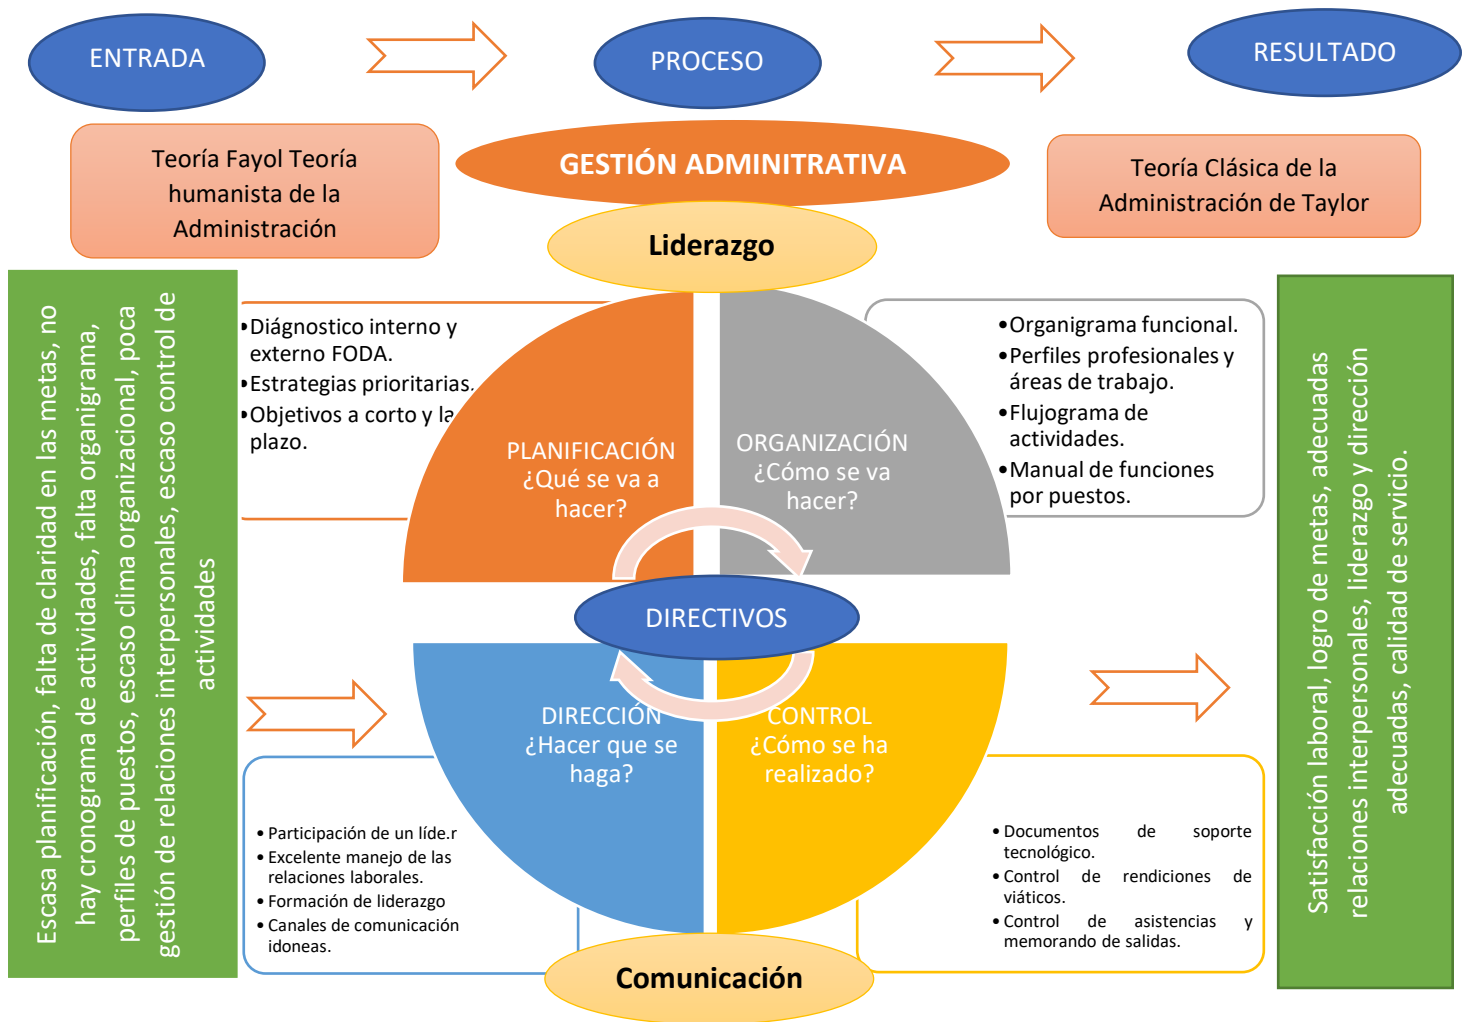 ENTRADA
PROCESO
RESULTADO
Teoría Fayol Teoría
humanista de la
Administración
GESTIÓN ADMINITRATIVA
Teoría Clásica de la
Administración de Taylor
Liderazgo
Escasa planificación, falta de claridad en las metas, no
hay cronograma de actividades, falta organigrama,
perfiles de puestos, escaso clima organizacional, poca
gestión de relaciones interpersonales, escaso control de
actividades
•Diágnostico interno y
externo FODA.
•Estrategias prioritarias.
•Objetivos a corto y la
plazo.
PLANIFICACIÓN
¿Qué se va a
hacer?
ORGANIZACIÓN
¿Cómo se va
hacer?
•Organigrama funcional.
•Perfiles profesionales y
áreas de trabajo.
•Flujograma de
actividades.
•Manual de funciones
por puestos.
DIRECTIVOS
DIRECCIÓN
¿Hacer que se
haga?
CONTROL
¿Cómo se ha
realizado?
• Participación de un líde.r
• Excelente manejo de las
relaciones laborales.
• Formación de liderazgo
• Canales de comunicación
idoneas.
• Documentos de soporte
tecnológico.
• Control de rendiciones de
viáticos.
• Control de asistencias y
memorando de salidas.
Comunicación
Satisfacción laboral, logro de metas, adecuadas
relaciones interpersonales, liderazgo y dirección
adecuadas, calidad de servicio.